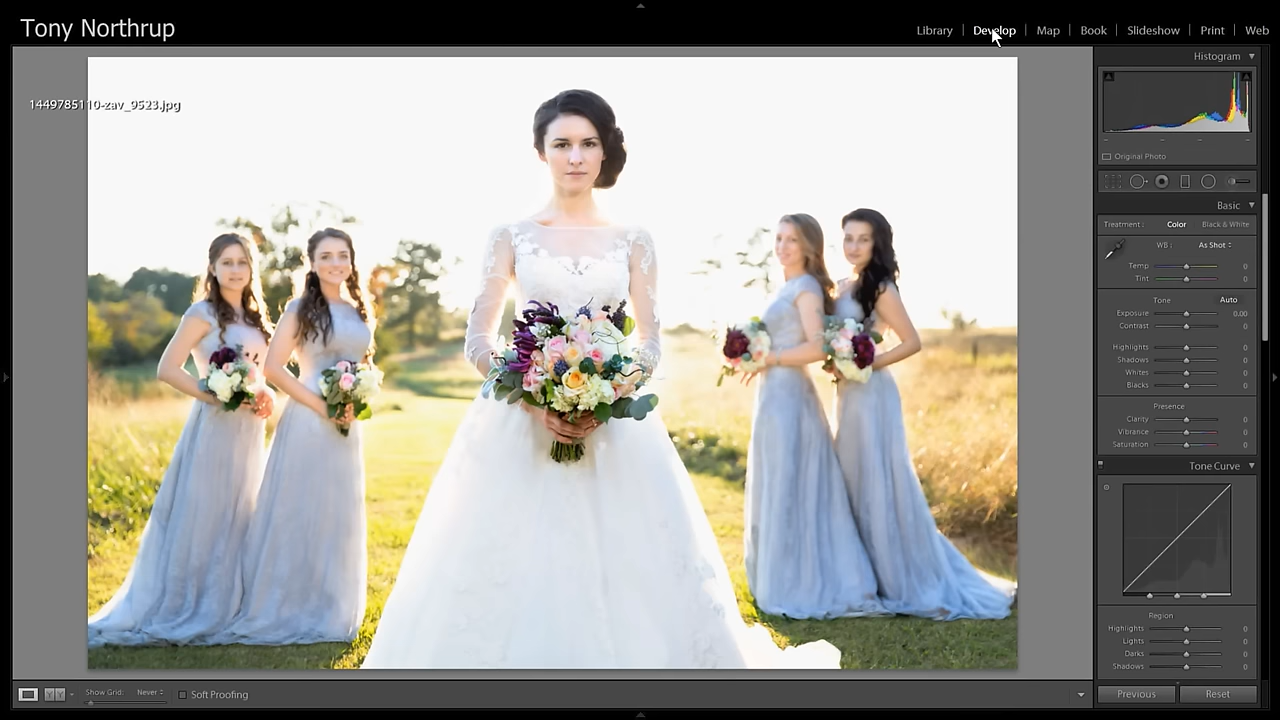 Tony Northrup
Library | Develop | Map | Book | Slideshow | Print | Web
1449785110-zav_9523.jpg
Histogram
Original Photo
Basic
Treatment : Color Black & White
WB : As Shot
Temp 0
Tint 0
Tone Auto
Exposure 0.00
Contrast 0
Highlights 0
Shadows 0
Whites 0
Blacks 0
Presence
Clarity 0
Vibrance 0
Saturation 0
Tone Curve
Region
Highlights 0
Lights 0
Darks 0
Shadows 0
Y Y Show Grid: Never Soft Proofing
Previous Reset